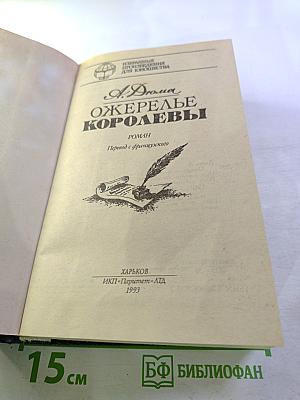 ИЗБРАННЫЕ
ПРОИЗВЕДЕНИЯ
ДЛЯ ЮНОШЕСТВА
А. Дюма
ОЖЕРЕЛЬЕ
КОРОЛЕВЫ
РОМАН
Перевод с французского
ХАРЬКОВ
ИКП «Паритет» ЛТД
1993
15 см
БФ БИБЛИОФАН